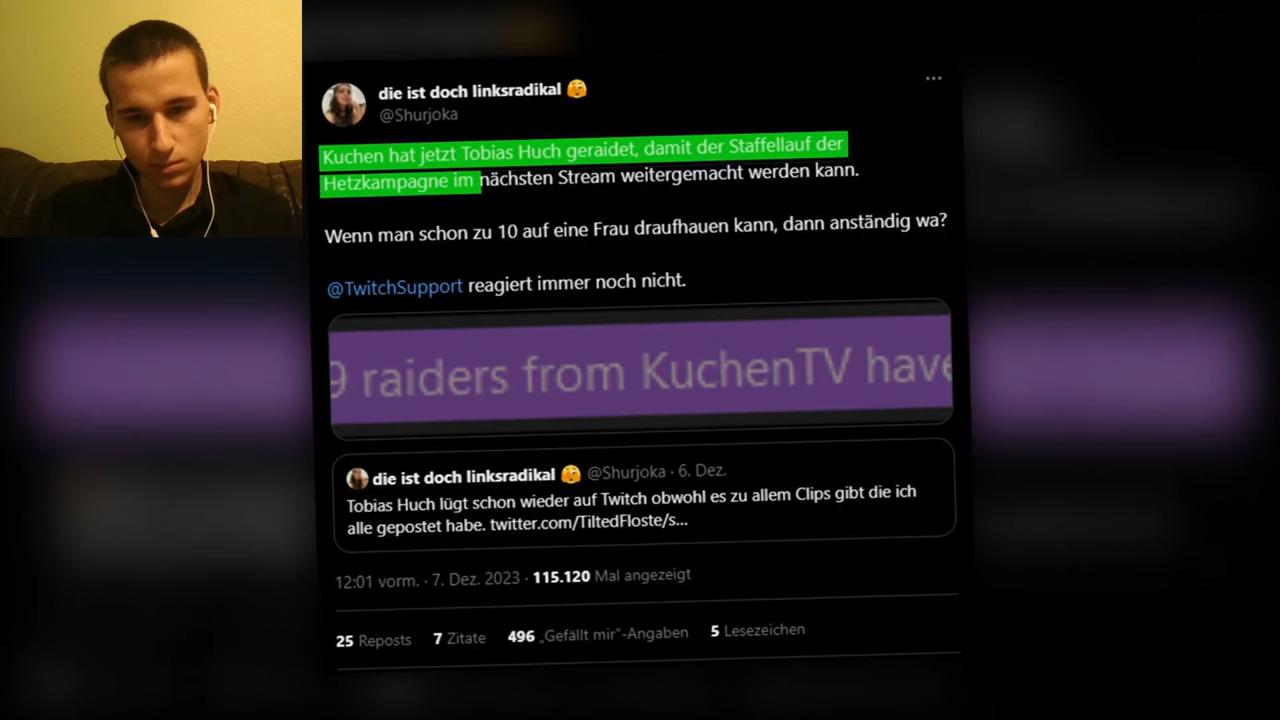 die ist doch linksradikal 🫣
@Shurjoka
Kuchen hat jetzt Tobias Huch geraidet, damit der Staffellauf der
Hetzkampagne im nächsten Stream weitergemacht werden kann.
Wenn man schon zu 10 auf eine Frau draufhauen kann, dann anständig wa?
@TwitchSupport reagiert immer noch nicht.
9 raiders from KuchenTV have
die ist doch linksradikal 🫣 @Shurjoka · 6. Dez.
Tobias Huch lügt schon wieder auf Twitch obwohl es zu allem Clips gibt die ich
alle gepostet habe. twitter.com/TiltedFloste/s...
12:01 vorm. · 7. Dez. 2023 · 115.120 Mal angezeigt
25 Reposts 7 Zitate 496 „Gefällt mir"-Angaben 5 Lesezeichen